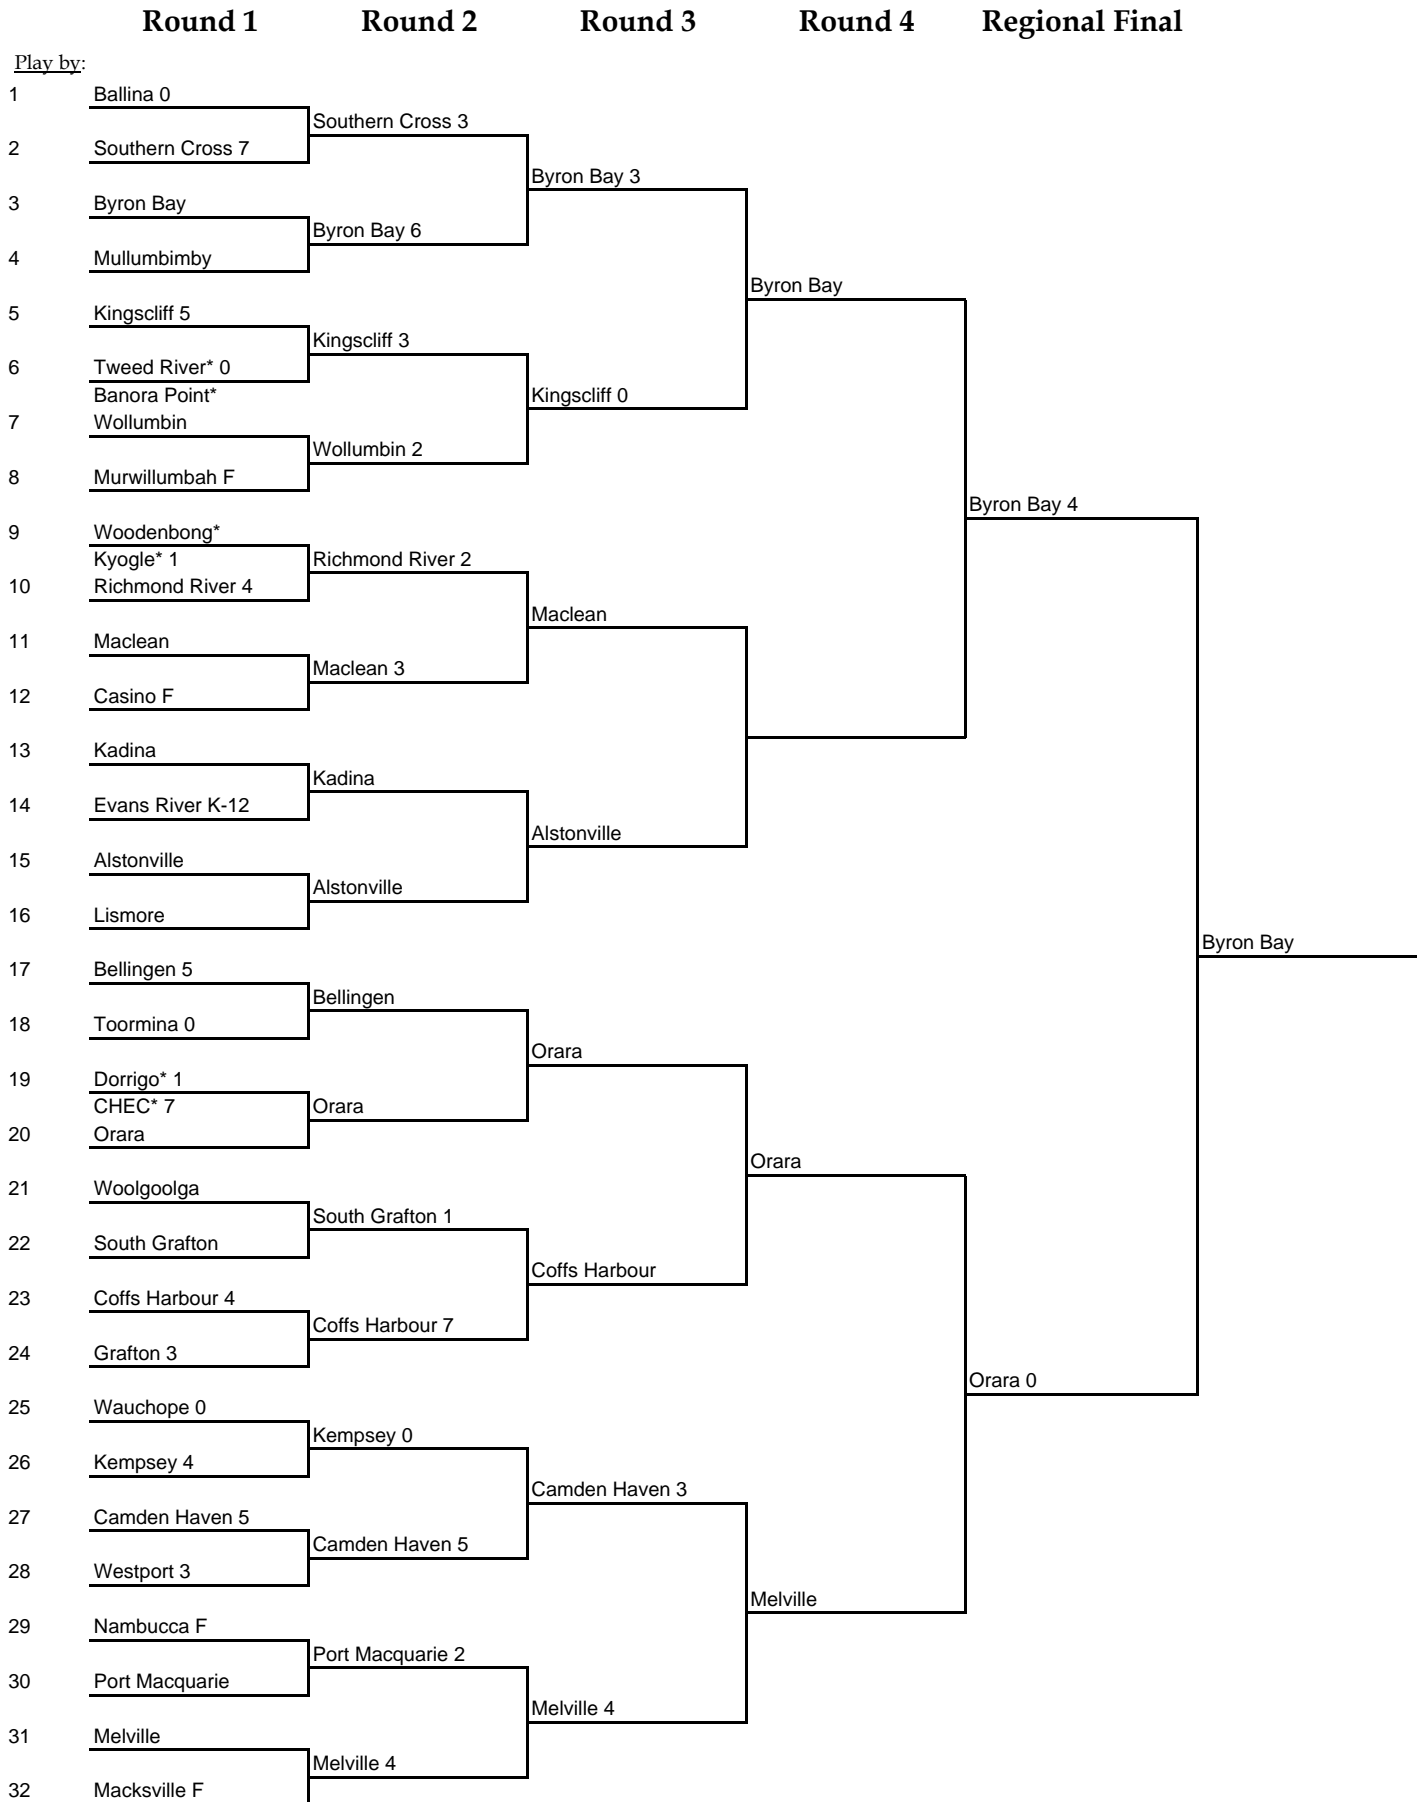 Round 1 Round 2 Round 3 Round 4 Regional Final
Play by:
1 Ballina 0
Southern Cross 3
2 Southern Cross 7
Byron Bay 3
3 Byron Bay
Byron Bay 6
4 Mullumbimby
Byron Bay
5 Kingscliff 5
Kingscliff 3
6 Tweed River* 0
Banora Point*
Kingscliff 0
7 Wollumbin
Wollumbin 2
8 Murwillumbah F
Byron Bay 4
9 Woodenbong*
Kyogle* 1
Richmond River 2
10 Richmond River 4
Maclean
11 Maclean
Maclean 3
12 Casino F
13 Kadina
Kadina
14 Evans River K-12
Alstonville
15 Alstonville
Alstonville
16 Lismore
Byron Bay
17 Bellingen 5
Bellingen
18 Toormina 0
Orara
19 Dorrigo* 1
CHEC* 7
Orara
20 Orara
Orara
21 Woolgoolga
South Grafton 1
22 South Grafton
Coffs Harbour
23 Coffs Harbour 4
Coffs Harbour 7
24 Grafton 3
Orara 0
25 Wauchope 0
Kempsey 0
26 Kempsey 4
Camden Haven 3
27 Camden Haven 5
Camden Haven 5
28 Westport 3
Melville
29 Nambucca F
Port Macquarie 2
30 Port Macquarie
Melville 4
31 Melville
Melville 4
32 Macksville F